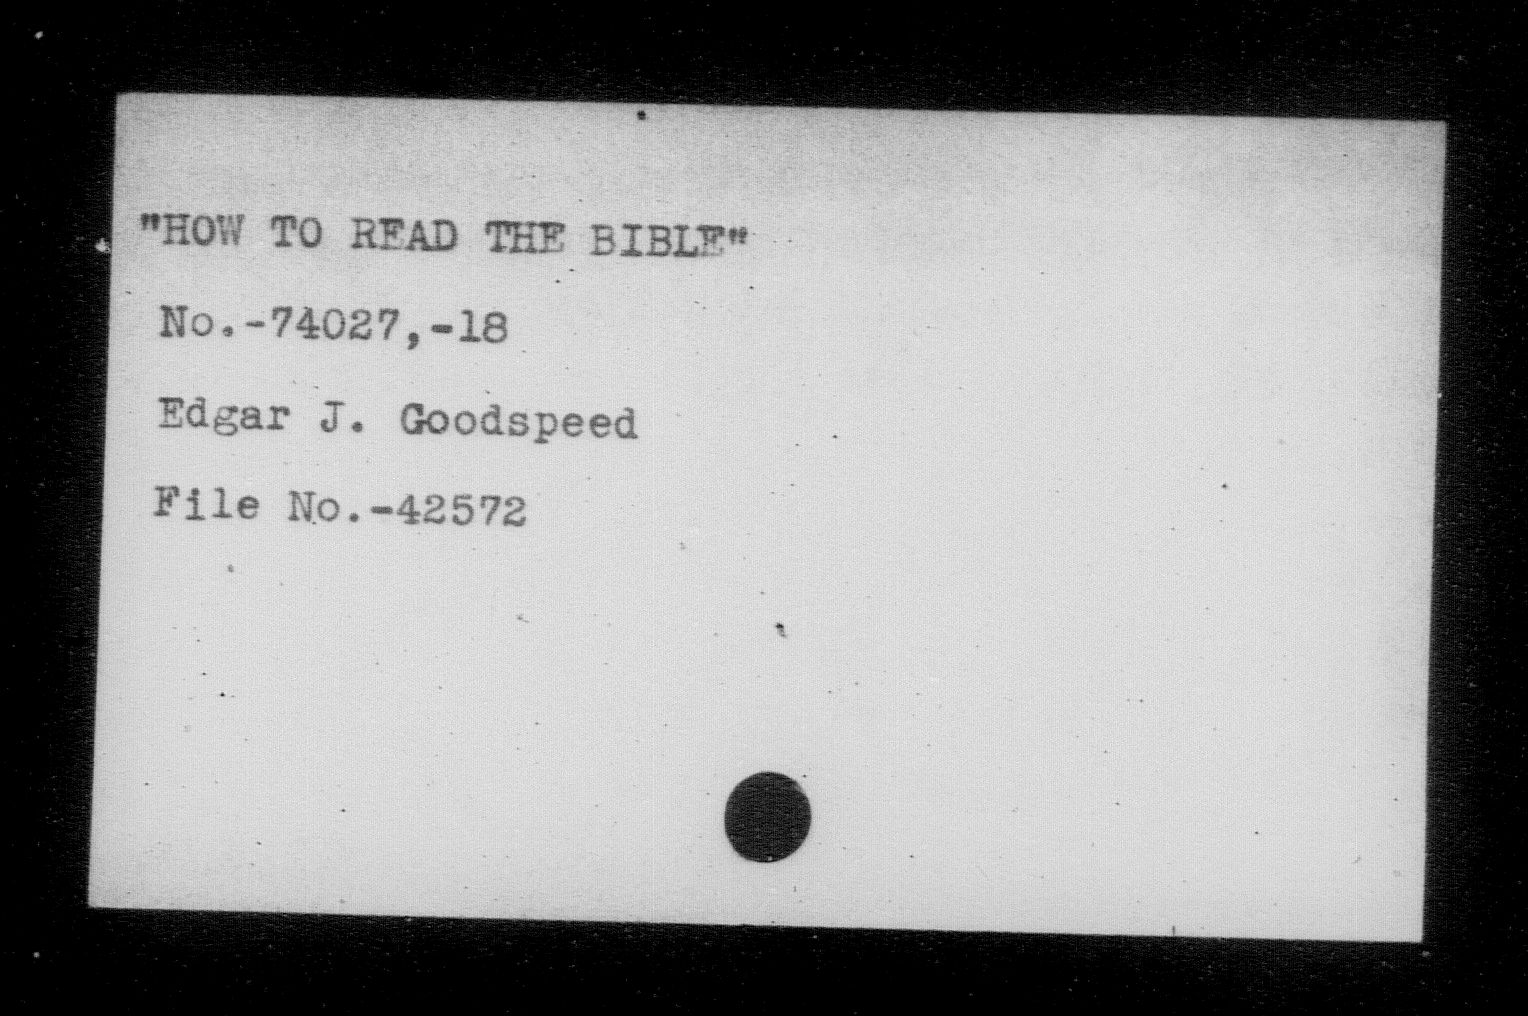 "HOW TO READ THE BIBLE"
No.-74027,-18
Edgar J. Goodspeed
File No.-42572